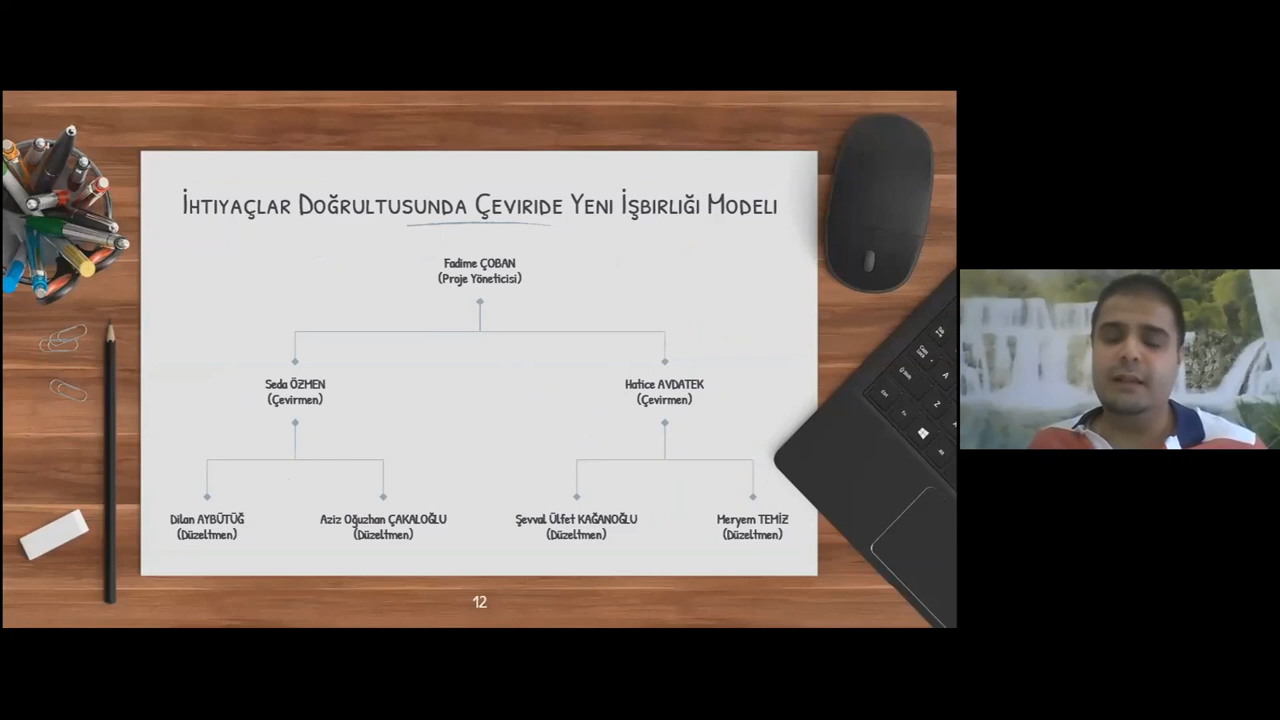 İHTIYAÇLAR DOĞRULTUSUNDA ÇEVIRIDE YENI İŞBIRLIĞI MODELI
Fadime ÇOBAN
(Proje Yöneticisi)
Seda ÖZMEN
(Çevirmen)
Hatice AVDATEK
(Çevirmen)
Dilan AYBÜTÜĞ
(Düzeltmen)
Aziz Oğuzhan ÇAKALOĞLU
(Düzeltmen)
Şevval Ülfet KAĞANOĞLU
(Düzeltmen)
Meryem TEMİZ
(Düzeltmen)
12